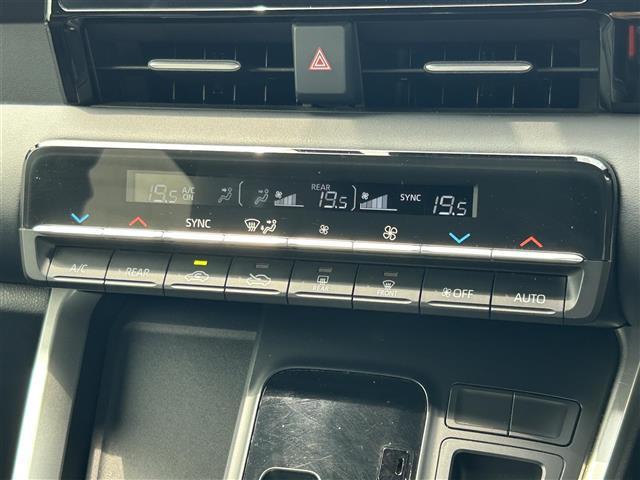 19.5 A/C ON REAR 19.5 SYNC 19.5
SYNC
A/C REAR REAR FRONT OFF AUTO